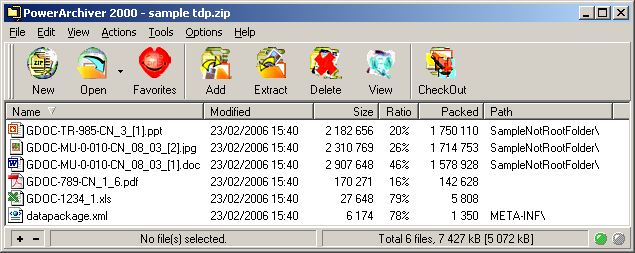 PowerArchiver 2000 - sample tdp.zip
File Edit View Actions Tools Options Help
New Open Favorites Add Extract Delete View CheckOut
Name Modified Size Ratio Packed Path
GDOC-TR-985-CN_3_[1].ppt 23/02/2006 15:40 2 182 656 20% 1 750 110 SampleNotRootFolder\
GDOC-MU-0-010-CN_08_03_[2].jpg 23/02/2006 15:40 2 310 769 26% 1 714 753 SampleNotRootFolder\
GDOC-MU-0-010-CN_08_03_[1].doc 23/02/2006 15:40 2 907 648 46% 1 578 928 SampleNotRootFolder\
GDOC-789-CN_1_6.pdf 23/02/2006 15:40 170 271 16% 142 628
GDOC-1234_1.xls 23/02/2006 15:40 27 648 79% 5 808
datapackage.xml 23/02/2006 15:40 6 174 78% 1 350 META-INF\
+ - No file(s) selected. Total 6 files, 7 427 kB [5 072 kB]